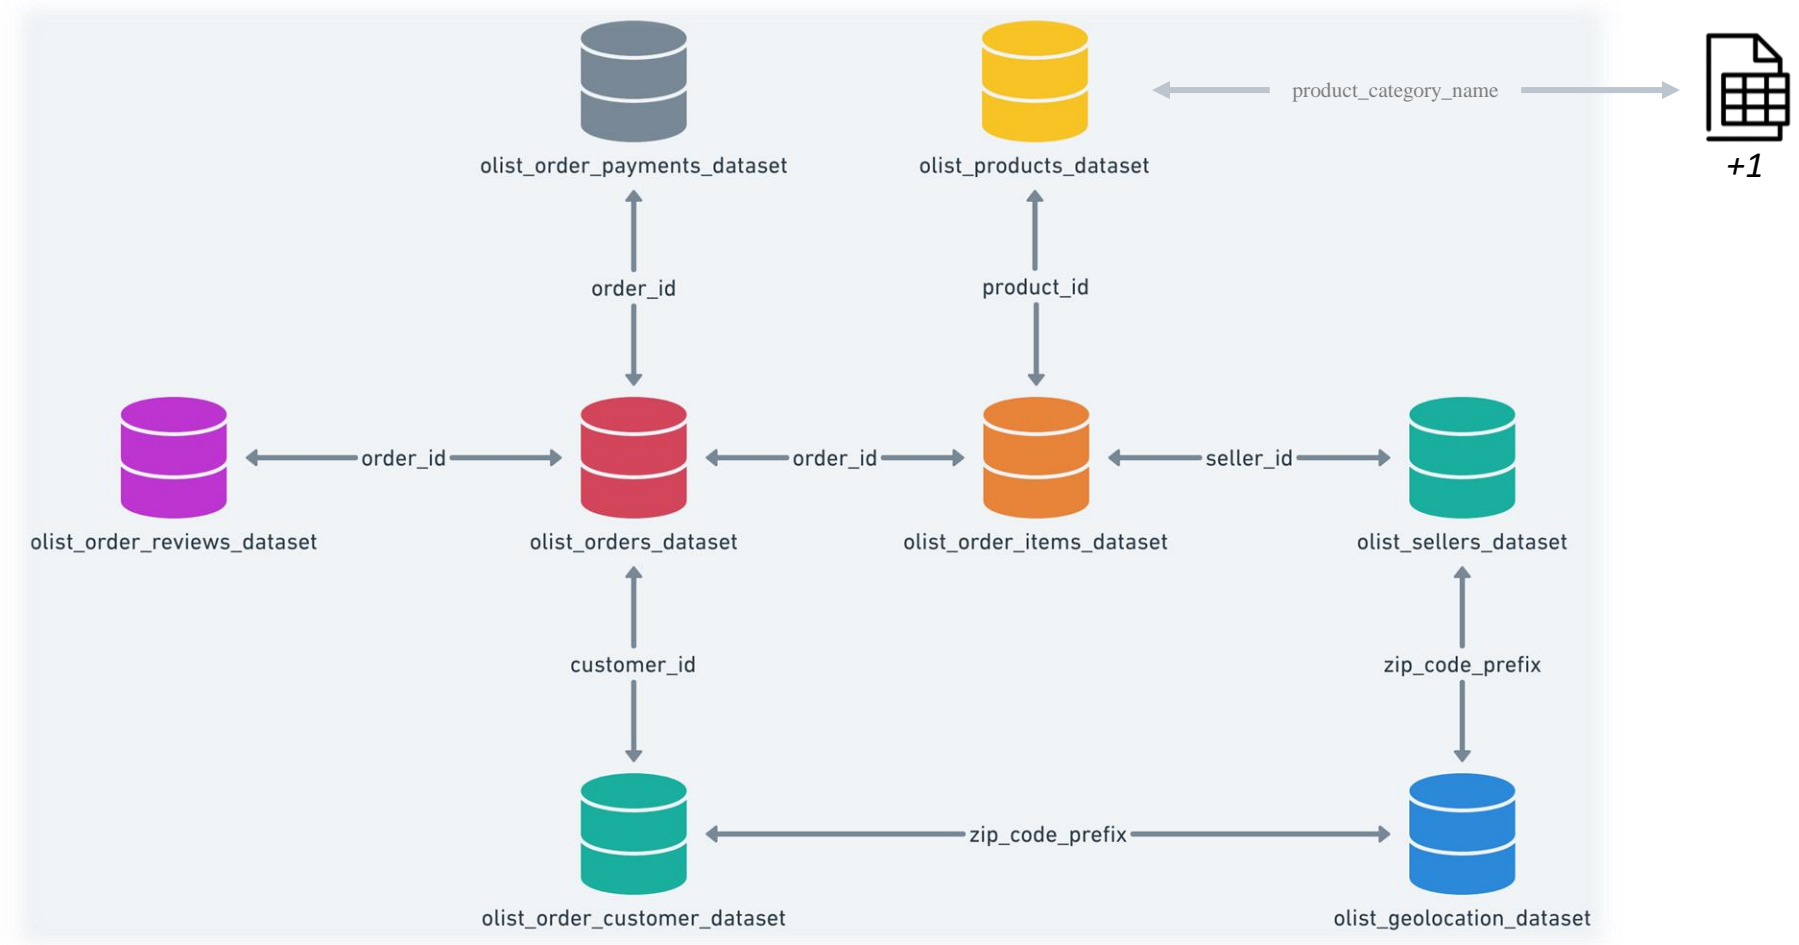 product_category_name
+1
olist_order_payments_dataset
olist_products_dataset
order_id
product_id
order_id
order_id
seller_id
olist_order_reviews_dataset
olist_orders_dataset
olist_order_items_dataset
olist_sellers_dataset
customer_id
zip_code_prefix
zip_code_prefix
olist_order_customer_dataset
olist_geolocation_dataset